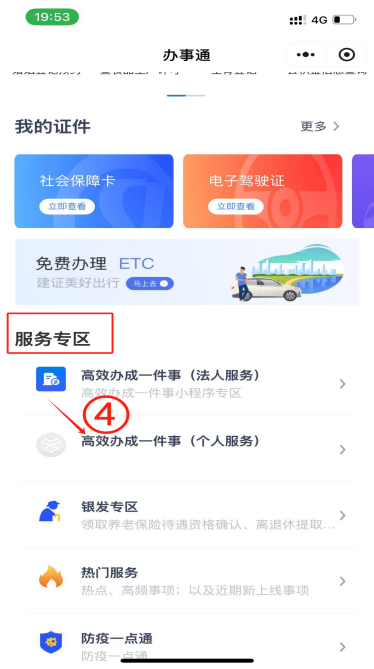 19:53
4G
办事通
我的证件
更多
社会保障卡
电子驾驶证
立即查看
立即查看
免费办理 ETC
建证美好出行 马上去
服务专区
高效办成一件事（法人服务）
高效办成一件事小程序专区
④
高效办成一件事（个人服务）
银发专区
领取养老保险待遇资格确认、离退休提取...
热门服务
热点、高频事项；以及近期新上线事项
防疫一点通
防疫一点通